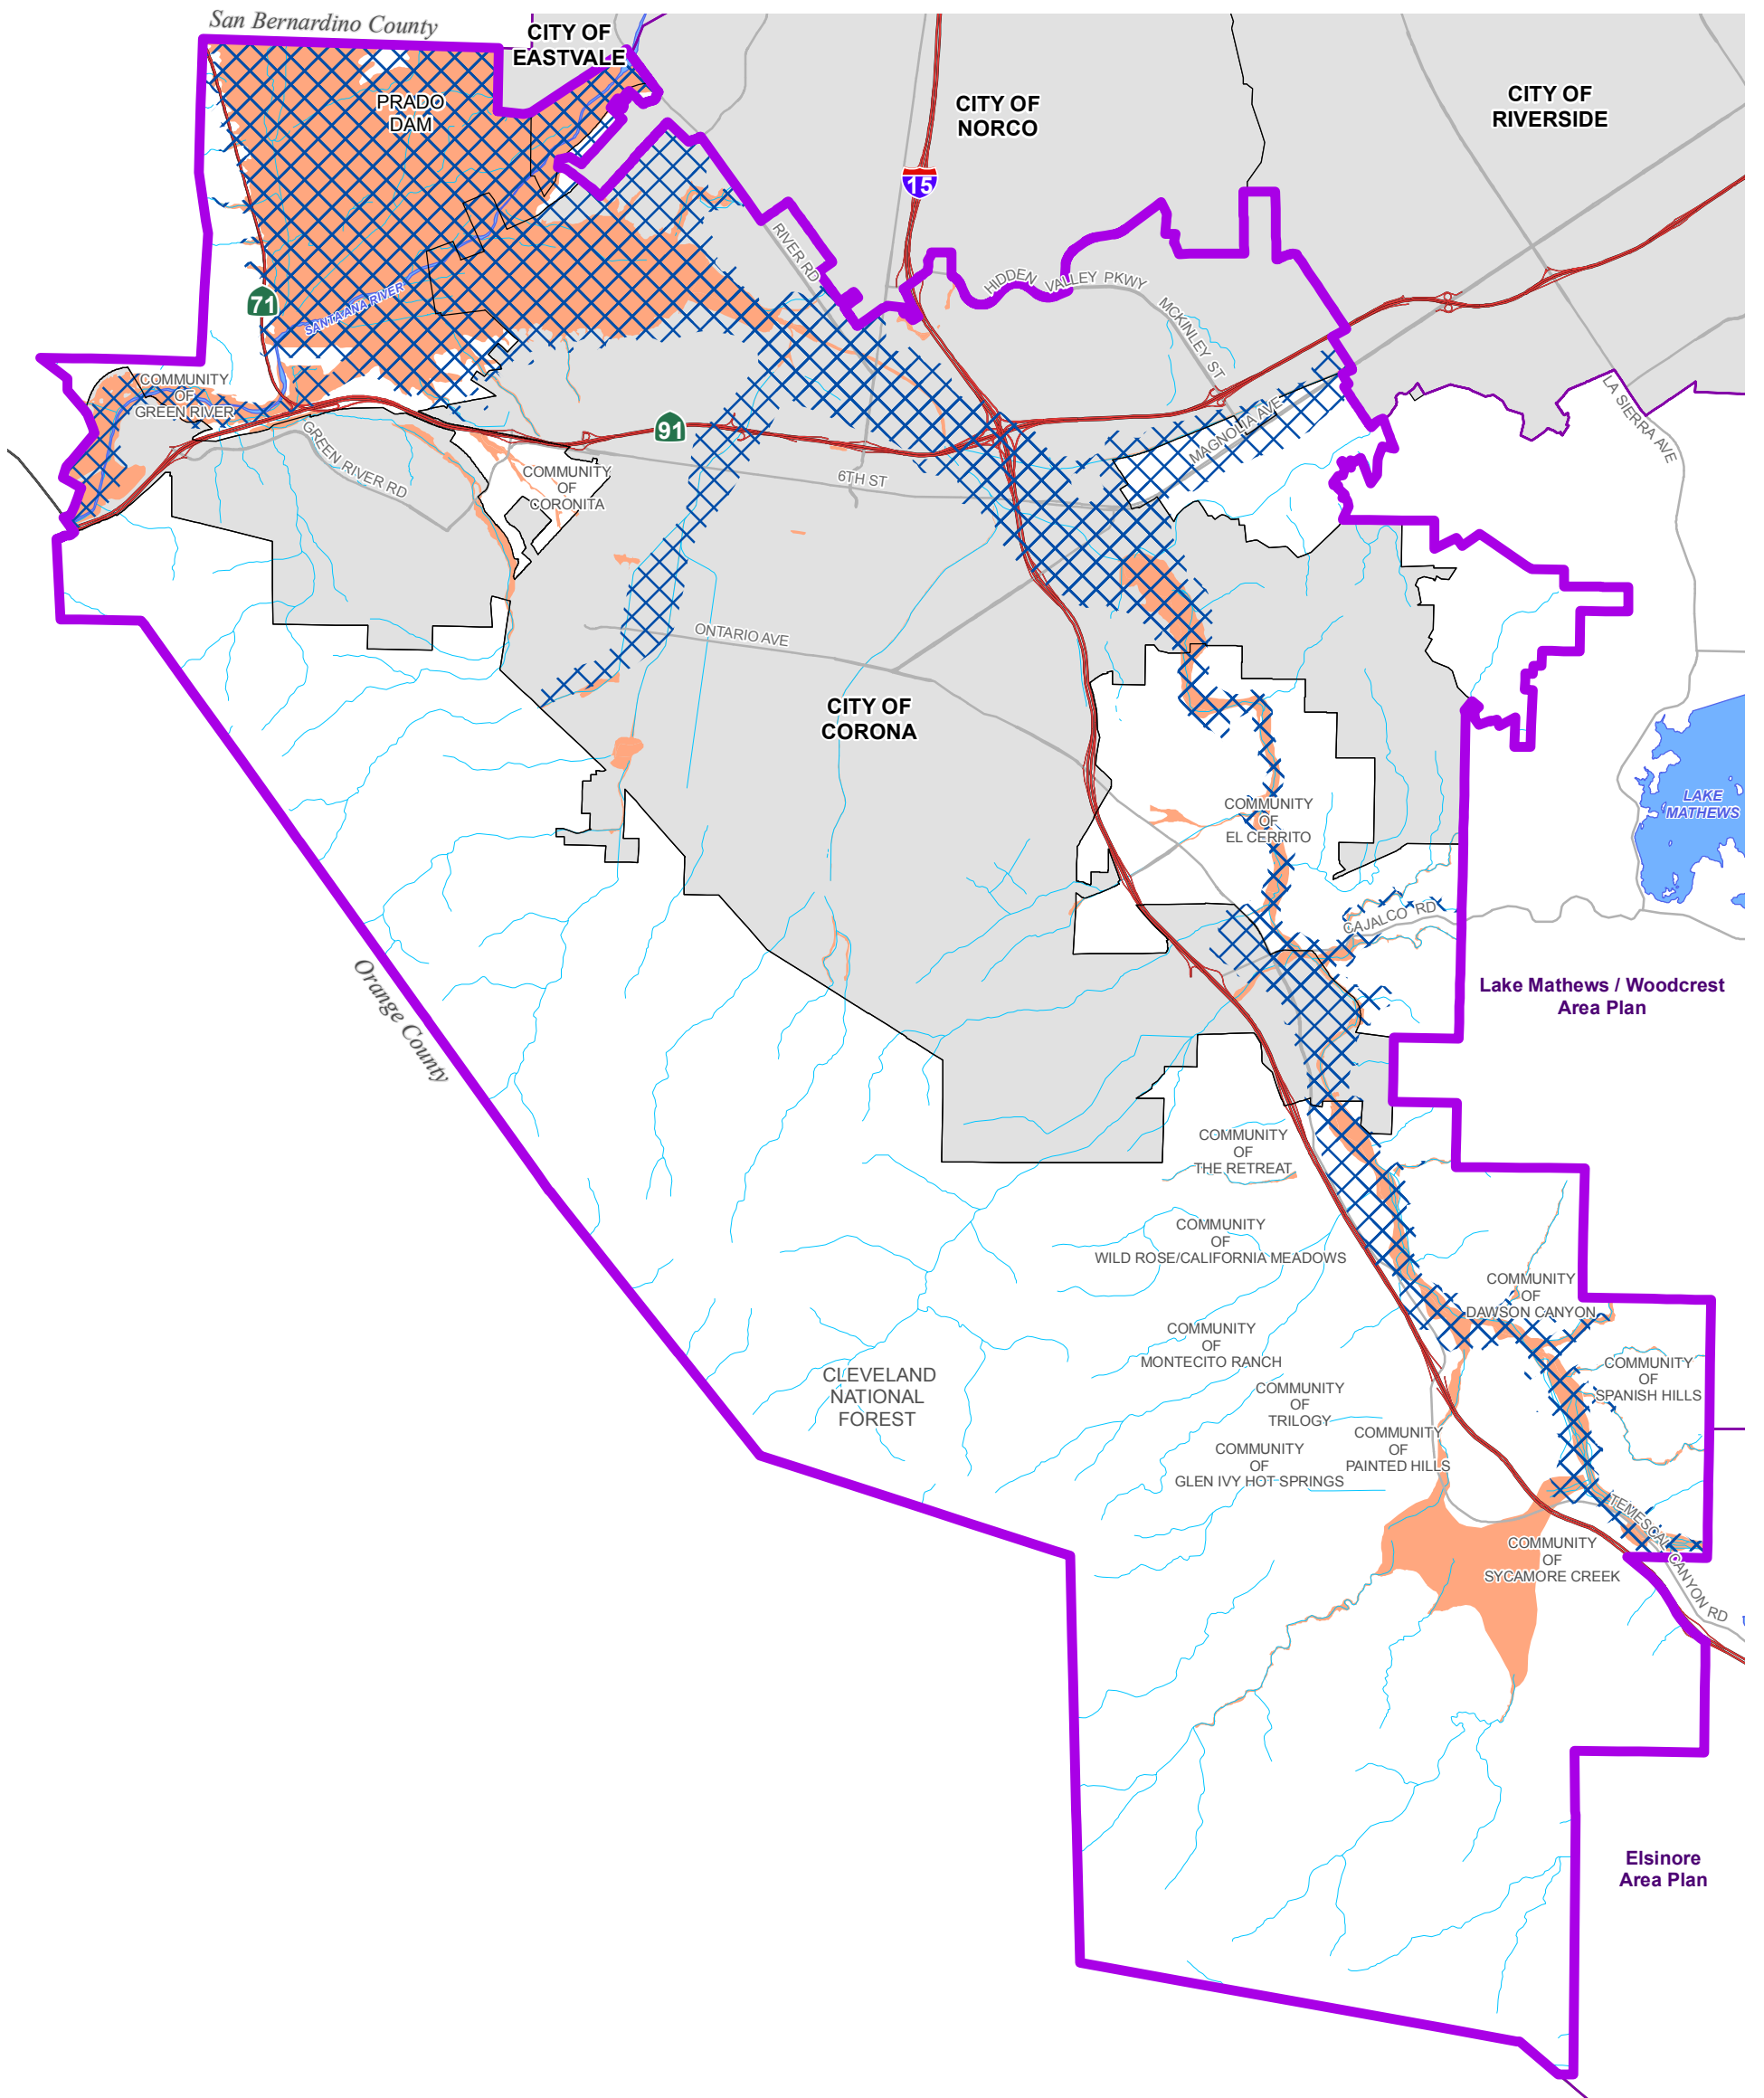 San Bernardino County
CITY OF
EASTVALE
PRADO
DAM
CITY OF
NORCO
CITY OF
RIVERSIDE
15
RIVER RD
HIDDEN VALLEY PKWY
MCKINLEY ST
71
SANTA ANA RIVER
COMMUNITY
OF
GREEN RIVER
GREEN RIVER RD
91
COMMUNITY
OF
CORONITA
6TH ST
MAGNOLIA AVE
LA SIERRA AVE
ONTARIO AVE
CITY OF
CORONA
LAKE
MATHEWS
COMMUNITY
OF
EL CERRITO
CAJALCO RD
Orange County
Lake Mathews / Woodcrest
Area Plan
COMMUNITY
OF
THE RETREAT
COMMUNITY
OF
WILD ROSE/CALIFORNIA MEADOWS
COMMUNITY
OF
DAWSON CANYON
COMMUNITY
OF
MONTECITO RANCH
COMMUNITY
OF
SPANISH HILLS
CLEVELAND
NATIONAL
FOREST
COMMUNITY
OF
TRILOGY
COMMUNITY
OF
PAINTED HILLS
COMMUNITY
OF
GLEN IVY HOT SPRINGS
COMMUNITY
OF
SYCAMORE CREEK
TEMESCAL CANYON RD
Elsinore
Area Plan